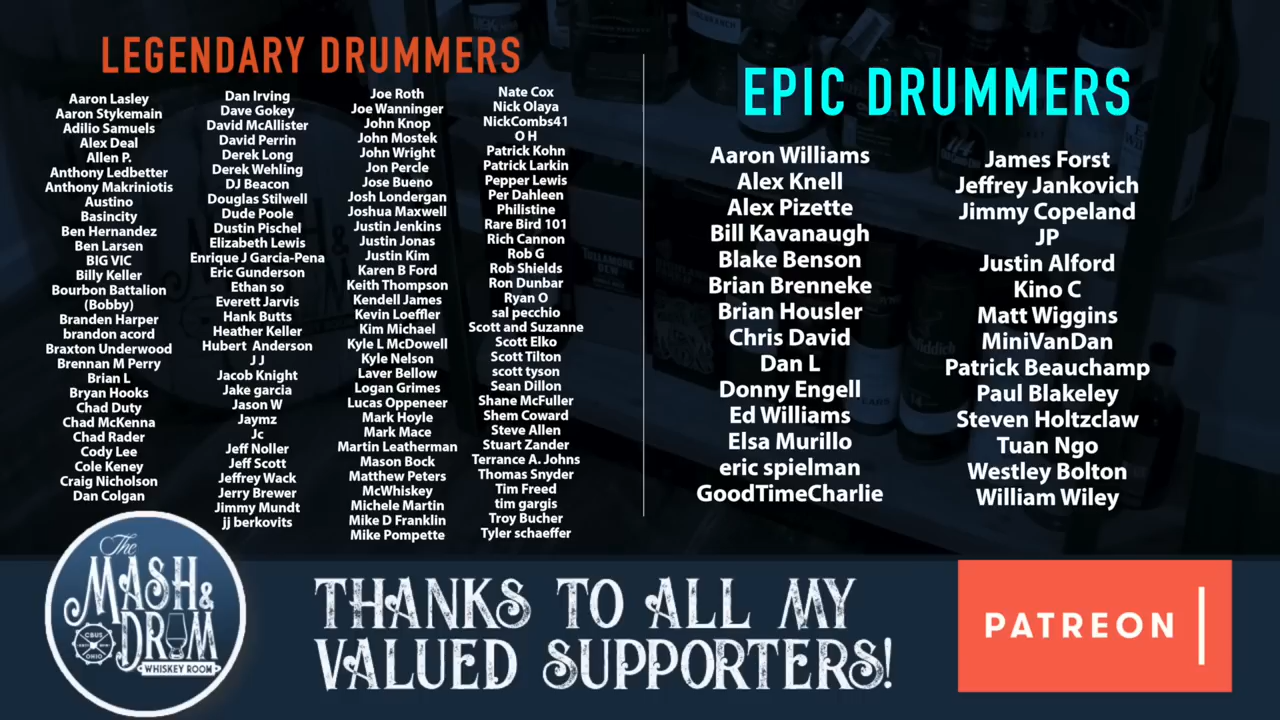 LEGENDARY DRUMMERS
Aaron Lasley
Aaron Stykemain
Adilio Samuels
Alex Deal
Allen P.
Anthony Ledbetter
Anthony Makriniotis
Austino
Basincity
Ben Hernandez
Ben Larsen
BIG VIC
Billy Keller
Bourbon Battalion
(Bobby)
Branden Harper
brandon acord
Braxton Underwood
Brennan M Perry
Brian L
Bryan Hooks
Chad Duty
Chad McKenna
Chad Rader
Cody Lee
Cole Keney
Craig Nicholson
Dan Colgan
Dan Irving
Dave Gokey
David McAllister
David Perrin
Derek Long
Derek Wehling
DJ Beacon
Douglas Stilwell
Dude Poole
Dustin Pischel
Elizabeth Lewis
Enrique J Garcia-Pena
Eric Gunderson
Ethan so
Everett Jarvis
Hank Butts
Heather Keller
Hubert Anderson
J J
Jacob Knight
Jake garcia
Jason W
Jaymz
Jc
Jeff Noller
Jeff Scott
Jeffrey Wack
Jerry Brewer
Jimmy Mundt
jj berkovits
Joe Roth
Joe Wanninger
John Knop
John Mostek
John Wright
Jon Percle
Jose Bueno
Josh Londergan
Joshua Maxwell
Justin Jenkins
Justin Jonas
Justin Kim
Karen B Ford
Keith Thompson
Kendell James
Kevin Loeffler
Kim Michael
Kyle L McDowell
Kyle Nelson
Laver Bellow
Logan Grimes
Lucas Oppeneer
Mark Hoyle
Mark Mace
Martin Leatherman
Mason Bock
Matthew Peters
McWhiskey
Michele Martin
Mike D Franklin
Mike Pompette
Nate Cox
Nick Olaya
NickCombs41
O H
Patrick Kohn
Patrick Larkin
Pepper Lewis
Per Dahleen
Philistine
Rare Bird 101
Rich Cannon
Rob G
Rob Shields
Ron Dunbar
Ryan O
sal pecchio
Scott and Suzanne
Scott Elko
Scott Tilton
scott tyson
Sean Dillon
Shane McFuller
Shem Coward
Steve Allen
Stuart Zander
Terrance A. Johns
Thomas Snyder
Tim Freed
tim gargis
Troy Bucher
Tyler schaeffer
EPIC DRUMMERS
Aaron Williams
Alex Knell
Alex Pizette
Bill Kavanaugh
Blake Benson
Brian Brenneke
Brian Housler
Chris David
Dan L
Donny Engell
Ed Williams
Elsa Murillo
eric spielman
GoodTimeCharlie
James Forst
Jeffrey Jankovich
Jimmy Copeland
JP
Justin Alford
Kino C
Matt Wiggins
MiniVanDan
Patrick Beauchamp
Paul Blakeley
Steven Holtzclaw
Tuan Ngo
Westley Bolton
William Wiley
The
MASH &
DRUM
CBUS
OHIO
WHISKEY ROOM
THANKS TO ALL MY
VALUED SUPPORTERS!
PATREON